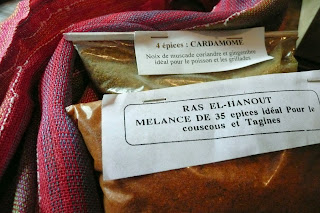 4 épices : CARDAMOME
Noix de muscade coriandre et gingembre
idéal pour le poisson et les grillades
RAS EL-HANOUT
MELANCE DE 35 epices idéal Pour le
couscous et Tagines